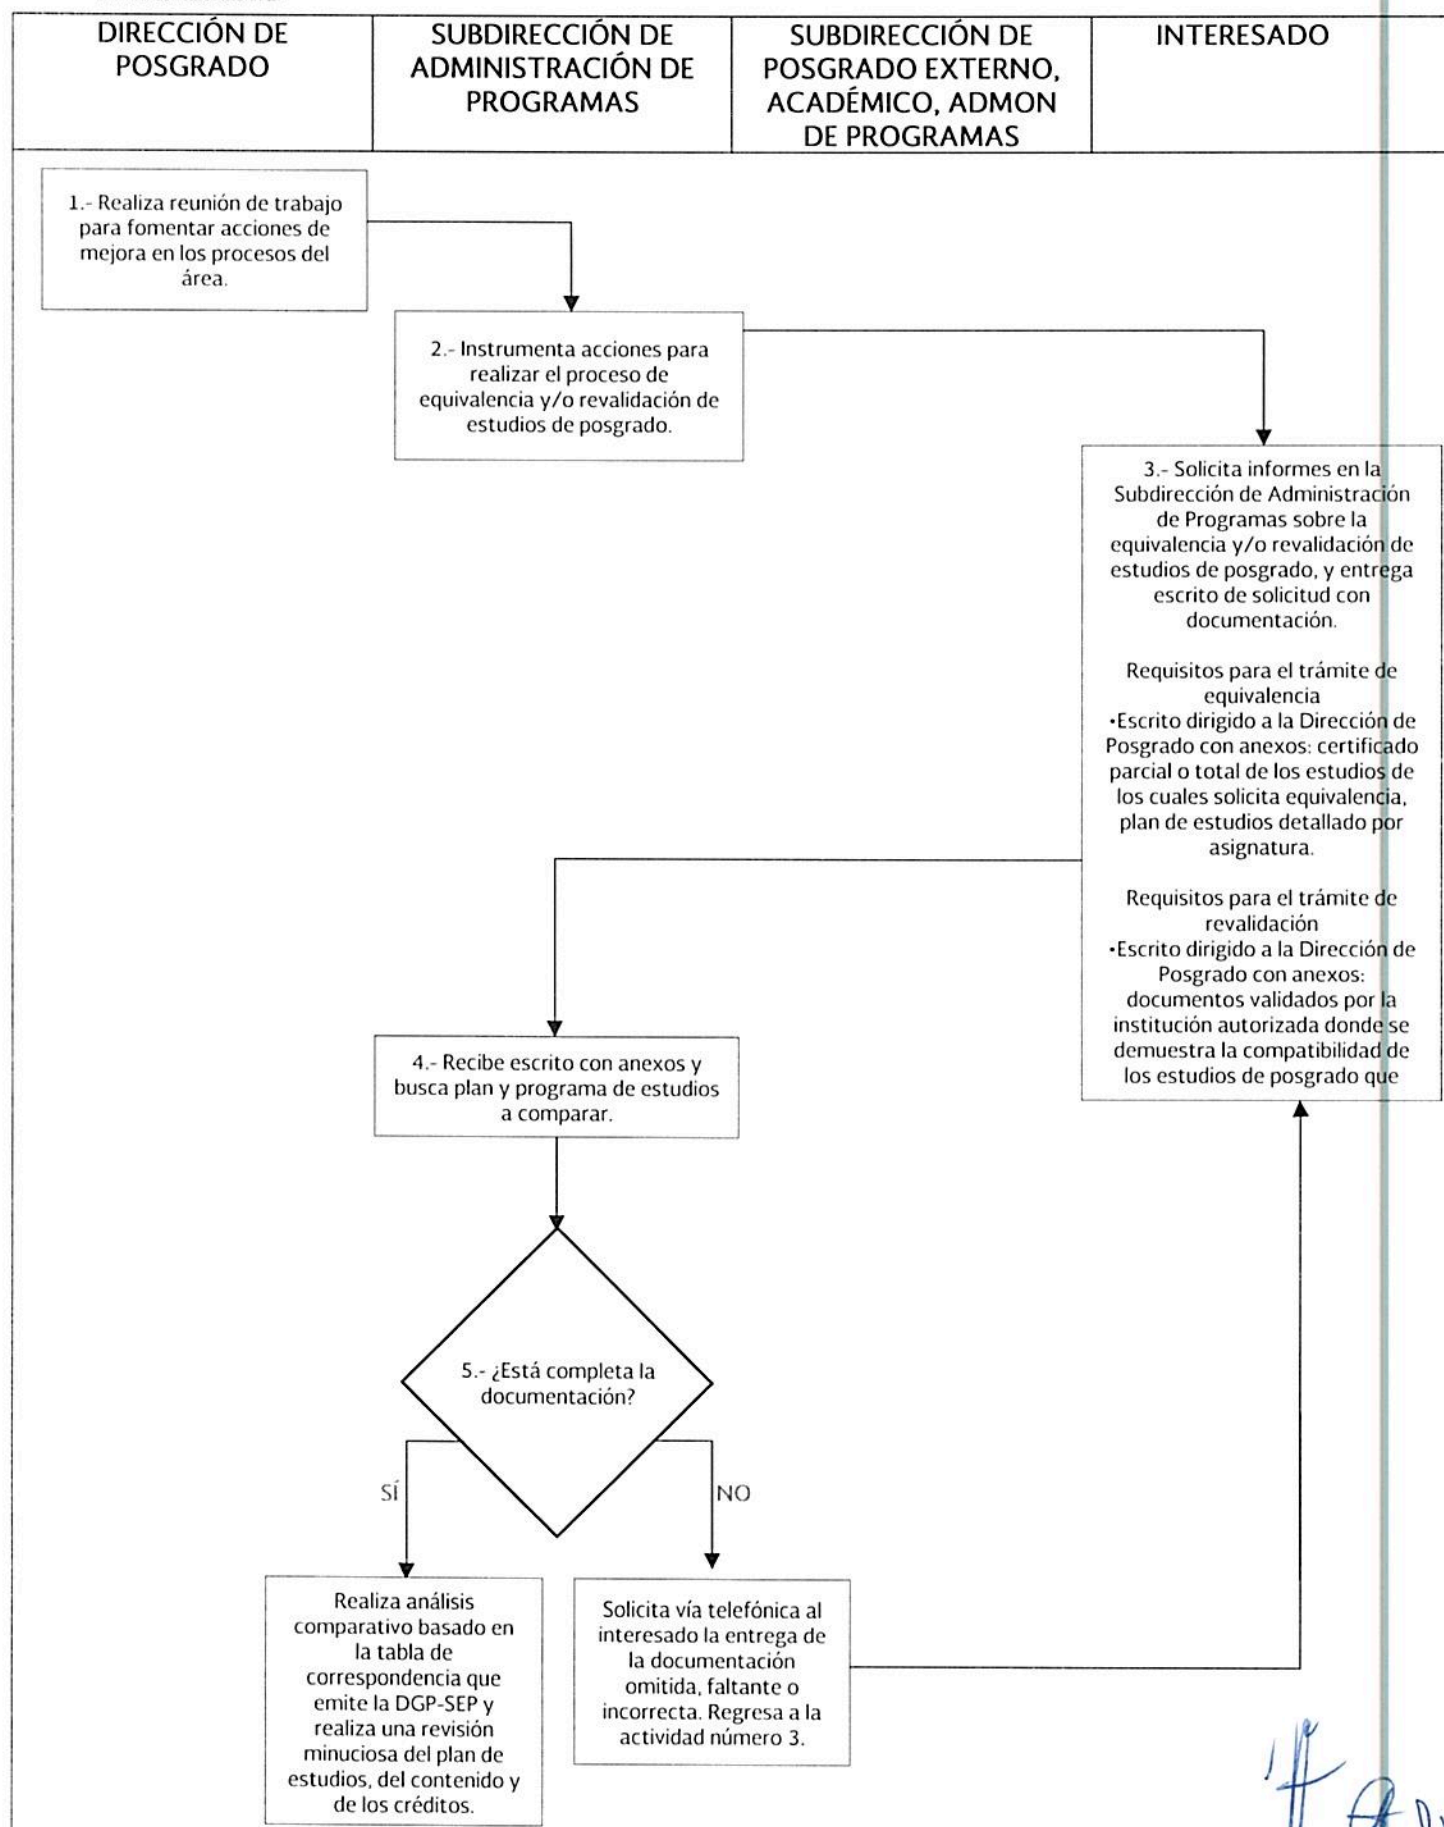 DIRECCIÓN DE
POSGRADO
SUBDIRECCIÓN DE
ADMINISTRACIÓN DE
PROGRAMAS
SUBDIRECCIÓN DE
POSGRADO EXTERNO,
ACADÉMICO, ADMON
DE PROGRAMAS
INTERESADO
1.- Realiza reunión de trabajo
para fomentar acciones de
mejora en los procesos del
área.
2.- Instrumenta acciones para
realizar el proceso de
equivalencia y/o revalidación de
estudios de posgrado.
3.- Solicita informes en la
Subdirección de Administración
de Programas sobre la
equivalencia y/o revalidación de
estudios de posgrado, y entrega
escrito de solicitud con
documentación.
Requisitos para el trámite de
equivalencia
•Escrito dirigido a la Dirección de
Posgrado con anexos: certificado
parcial o total de los estudios de
los cuales solicita equivalencia,
plan de estudios detallado por
asignatura.
Requisitos para el trámite de
revalidación
•Escrito dirigido a la Dirección de
Posgrado con anexos:
documentos validados por la
institución autorizada donde se
demuestra la compatibilidad de
los estudios de posgrado que
4.- Recibe escrito con anexos y
busca plan y programa de estudios
a comparar.
5.- ¿Está completa la
documentación?
SÍ
NO
Realiza análisis
comparativo basado en
la tabla de
correspondencia que
emite la DGP-SEP y
realiza una revisión
minuciosa del plan de
estudios, del contenido y
de los créditos.
Solicita vía telefónica al
interesado la entrega de
la documentación
omitida, faltante o
incorrecta. Regresa a la
actividad número 3.